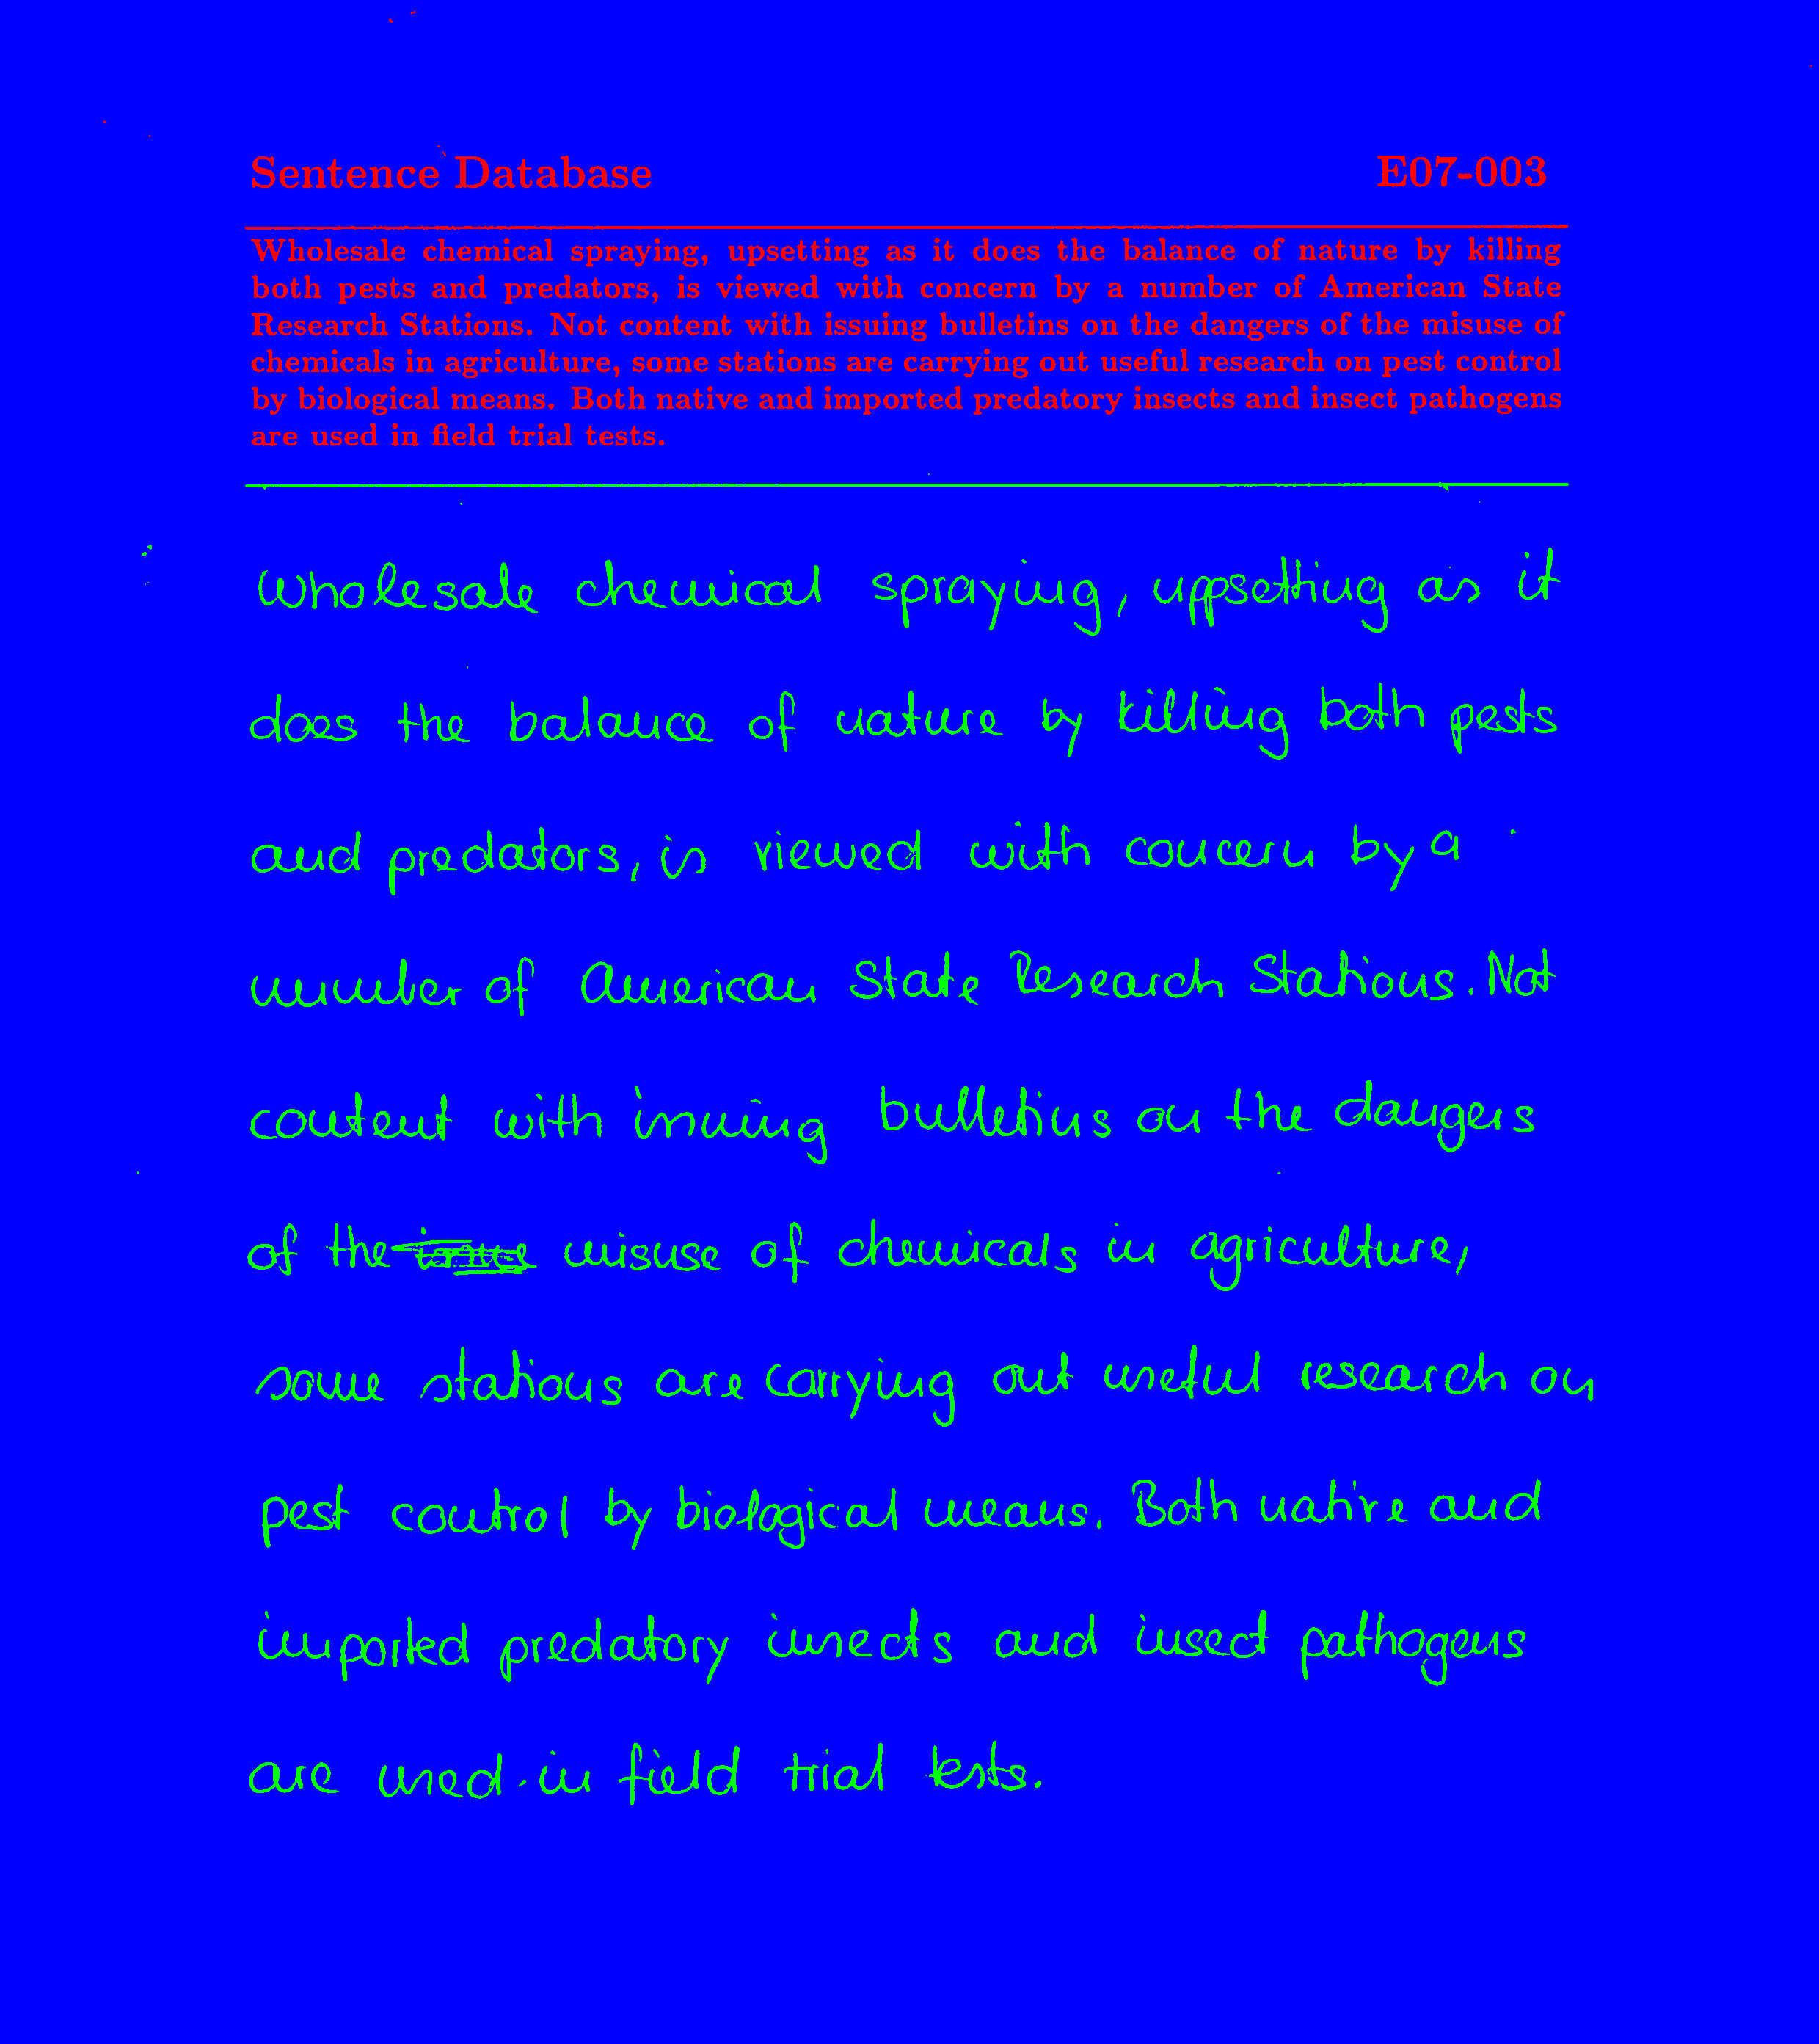 Sentence Database E07-003
Wholesale chemical spraying, upsetting as it does the balance of nature by killing
both pests and predators, is viewed with concern by a number of American State
Research Stations. Not content with issuing bulletins on the dangers of the misuse of
chemicals in agriculture, some stations are carrying out useful research on pest control
by biological means. Both native and imported predatory insects and insect pathogens
are used in field trial tests.
Wholesale chemical spraying, uppsetting as it
does the balance of nature by killing both pests
and predators, is viewed with concern by a
number of American State Research Stations. Not
content with issuing bulletins on the dangers
of the misuse of chemicals in agriculture,
some stations are carrying out useful research on
pest control by biological means. Both native and
imported predatory insects and insect pathogens
are used in field trial tests.